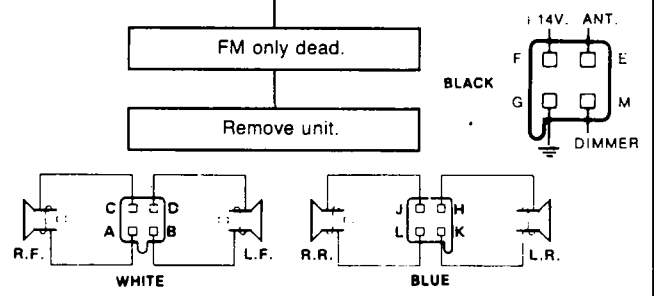 FM only dead.
Remove unit.
14V. ANT.
F E
BLACK
G M
DIMMER
C D
A B
R.F. L.F.
WHITE
J H
L K
R.R. L.R.
BLUE